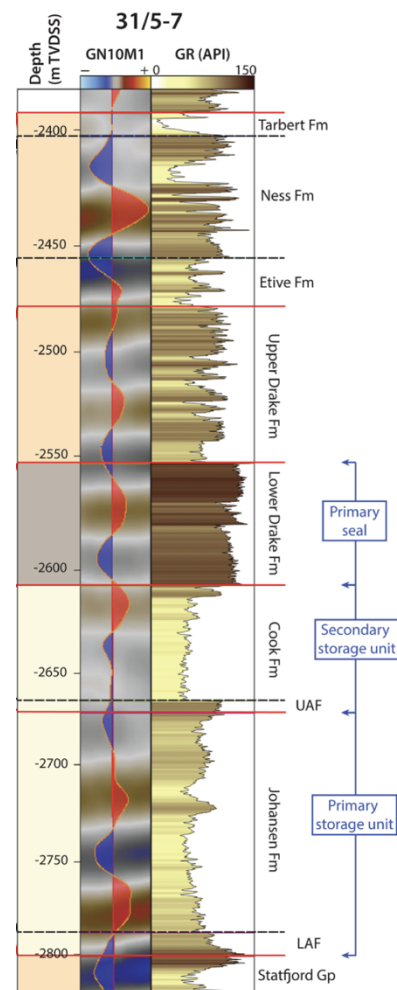 31/5-7
Depth
(m TVDSS)
GN10M1
GR (API)
− + 0 150
-2400
-2450
-2500
-2550
-2600
-2650
-2700
-2750
-2800
Tarbert Fm
Ness Fm
Etive Fm
Upper Drake Fm
Lower Drake Fm
Cook Fm
UAF
Johansen Fm
LAF
Statfjord Gp
Primary
seal
Secondary
storage unit
Primary
storage unit